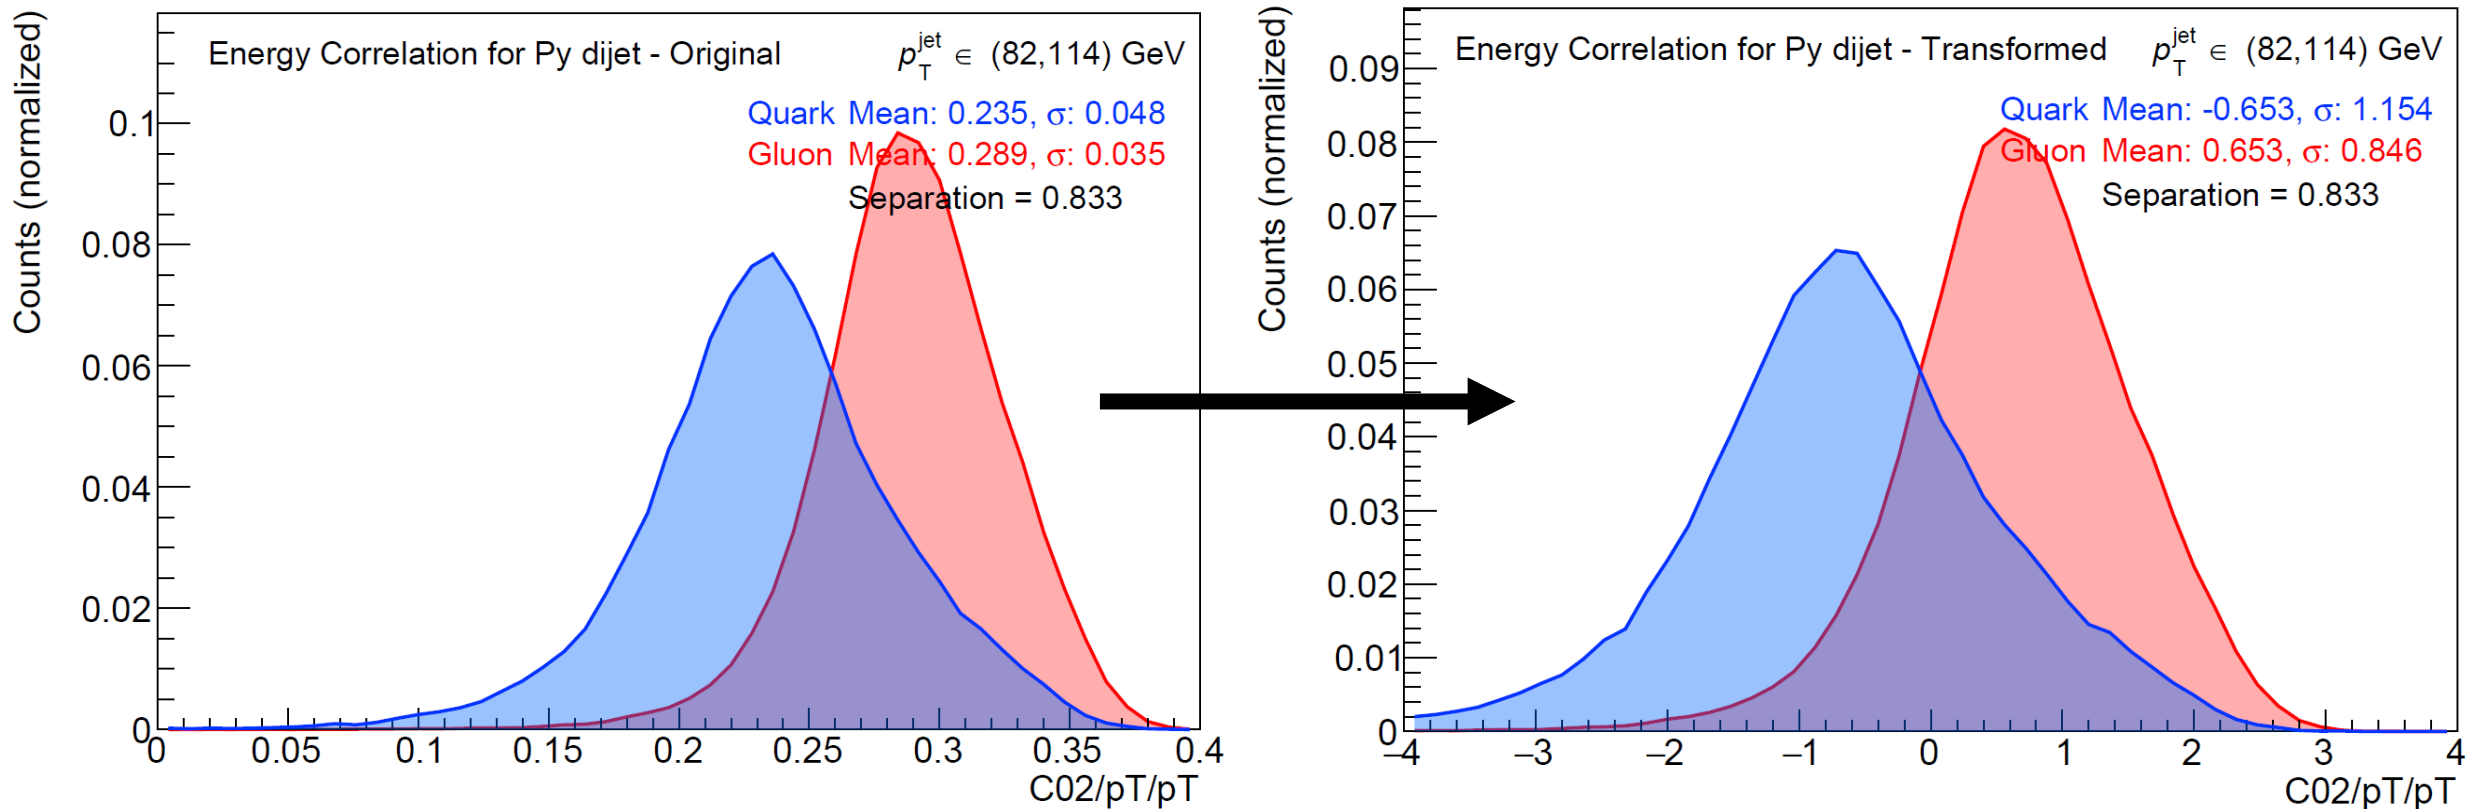 Energy Correlation for Py dijet - Original
p_T^jet ∈ (82,114) GeV
Quark Mean: 0.235, σ: 0.048
Gluon Mean: 0.289, σ: 0.035
Separation = 0.833
Counts (normalized)
0.1
0.08
0.06
0.04
0.02
0
0 0.05 0.1 0.15 0.2 0.25 0.3 0.35 0.4
C02/pT/pT
Energy Correlation for Py dijet - Transformed
p_T^jet ∈ (82,114) GeV
Quark Mean: -0.653, σ: 1.154
Gluon Mean: 0.653, σ: 0.846
Separation = 0.833
Counts (normalized)
0.09
0.08
0.07
0.06
0.05
0.04
0.03
0.02
0.01
0
−4 −3 −2 −1 0 1 2 3 4
C02/pT/pT